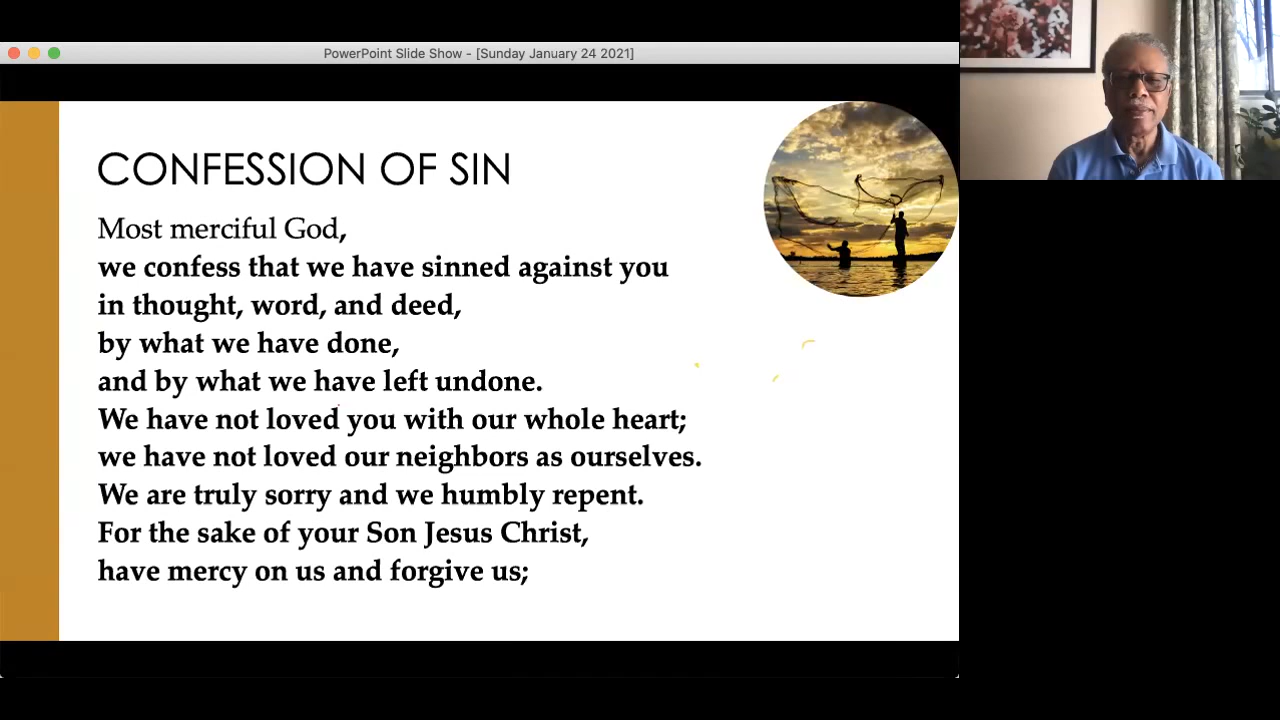 PowerPoint Slide Show - [Sunday January 24 2021]
CONFESSION OF SIN
Most merciful God,
we confess that we have sinned against you
in thought, word, and deed,
by what we have done,
and by what we have left undone.
We have not loved you with our whole heart;
we have not loved our neighbors as ourselves.
We are truly sorry and we humbly repent.
For the sake of your Son Jesus Christ,
have mercy on us and forgive us;